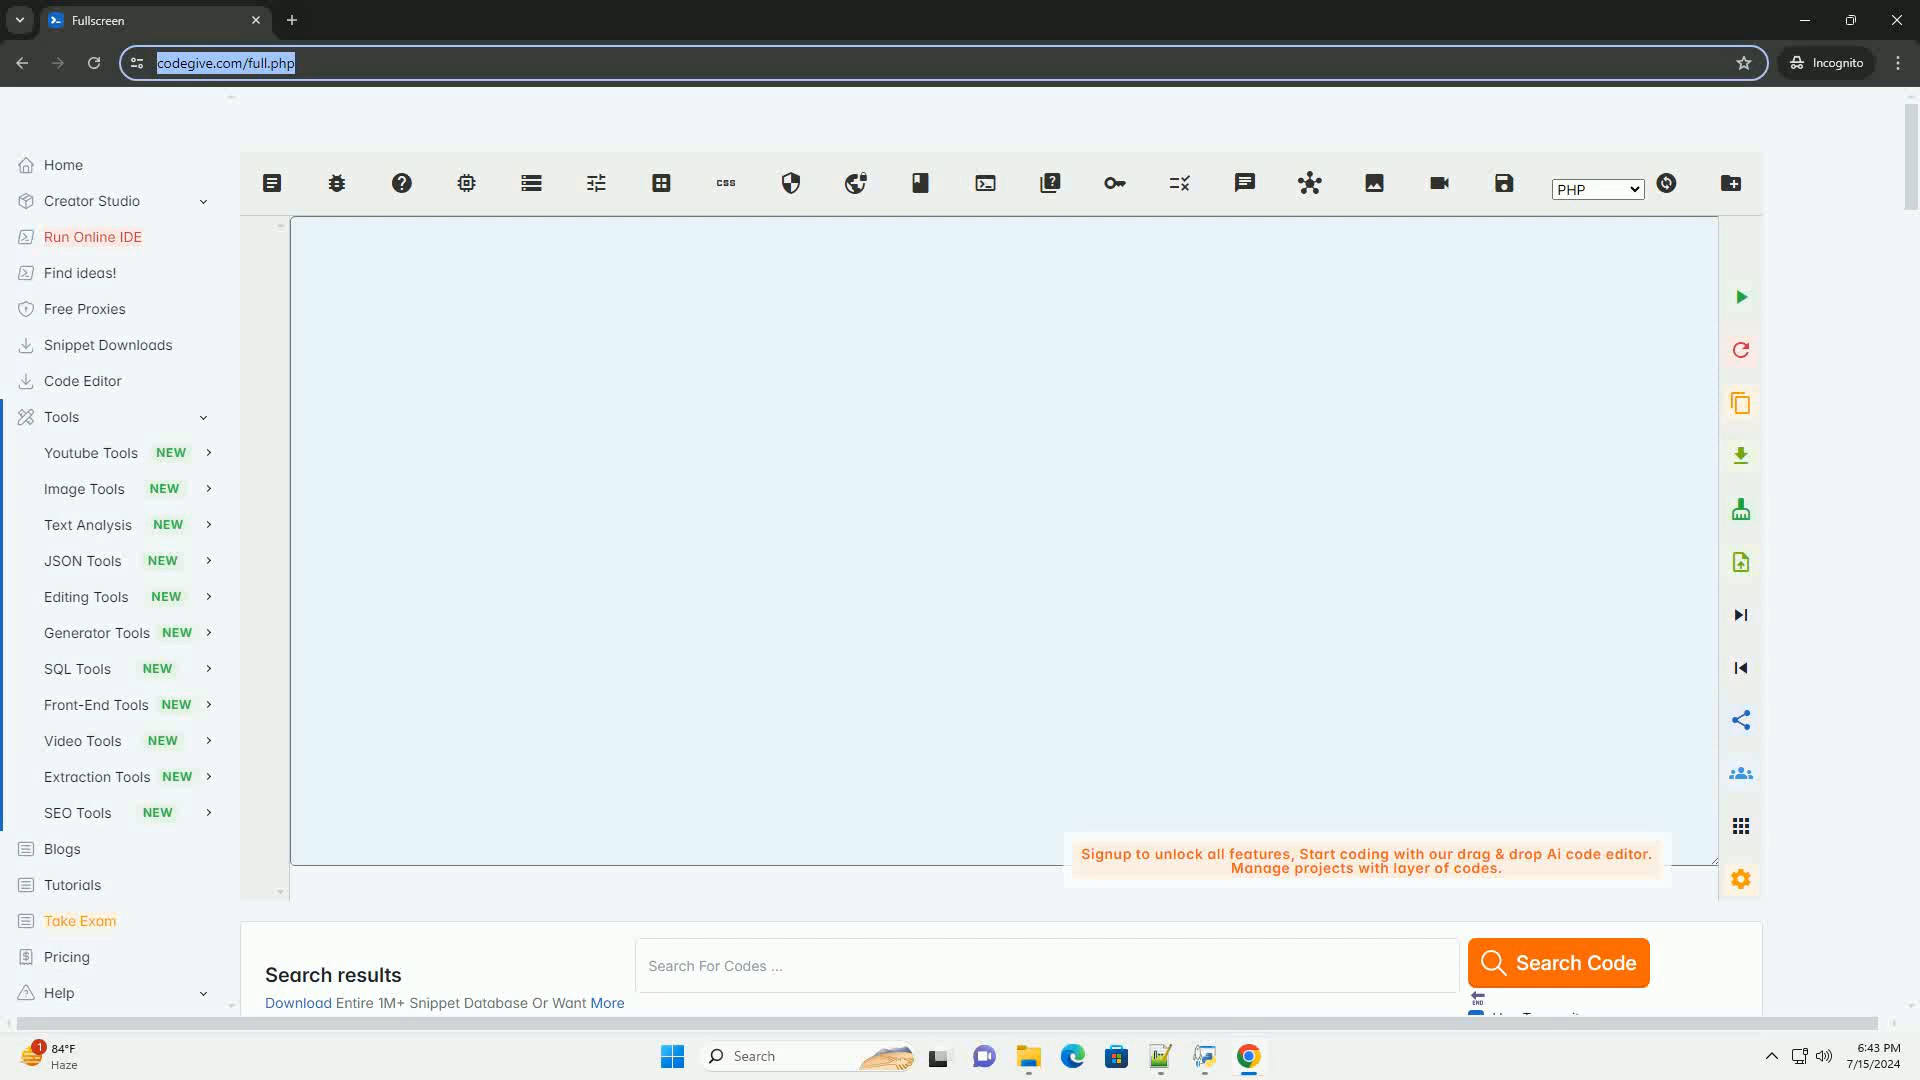 Fullscreen
codegive.com/full.php
Incognito
Home
Creator Studio
Run Online IDE
Find ideas!
Free Proxies
Snippet Downloads
Code Editor
Tools
Youtube Tools NEW
Image Tools NEW
Text Analysis NEW
JSON Tools NEW
Editing Tools NEW
Generator Tools NEW
SQL Tools NEW
Front-End Tools NEW
Video Tools NEW
Extraction Tools NEW
SEO Tools NEW
Blogs
Tutorials
Take Exam
Pricing
Help
CSS
PHP
Signup to unlock all features, Start coding with our drag & drop Ai code editor.
Manage projects with layer of codes.
Search results
Download Entire 1M+ Snippet Database Or Want More
Search For Codes ...
Search Code
END
1
84°F
Haze
Search
6:43 PM
7/15/2024